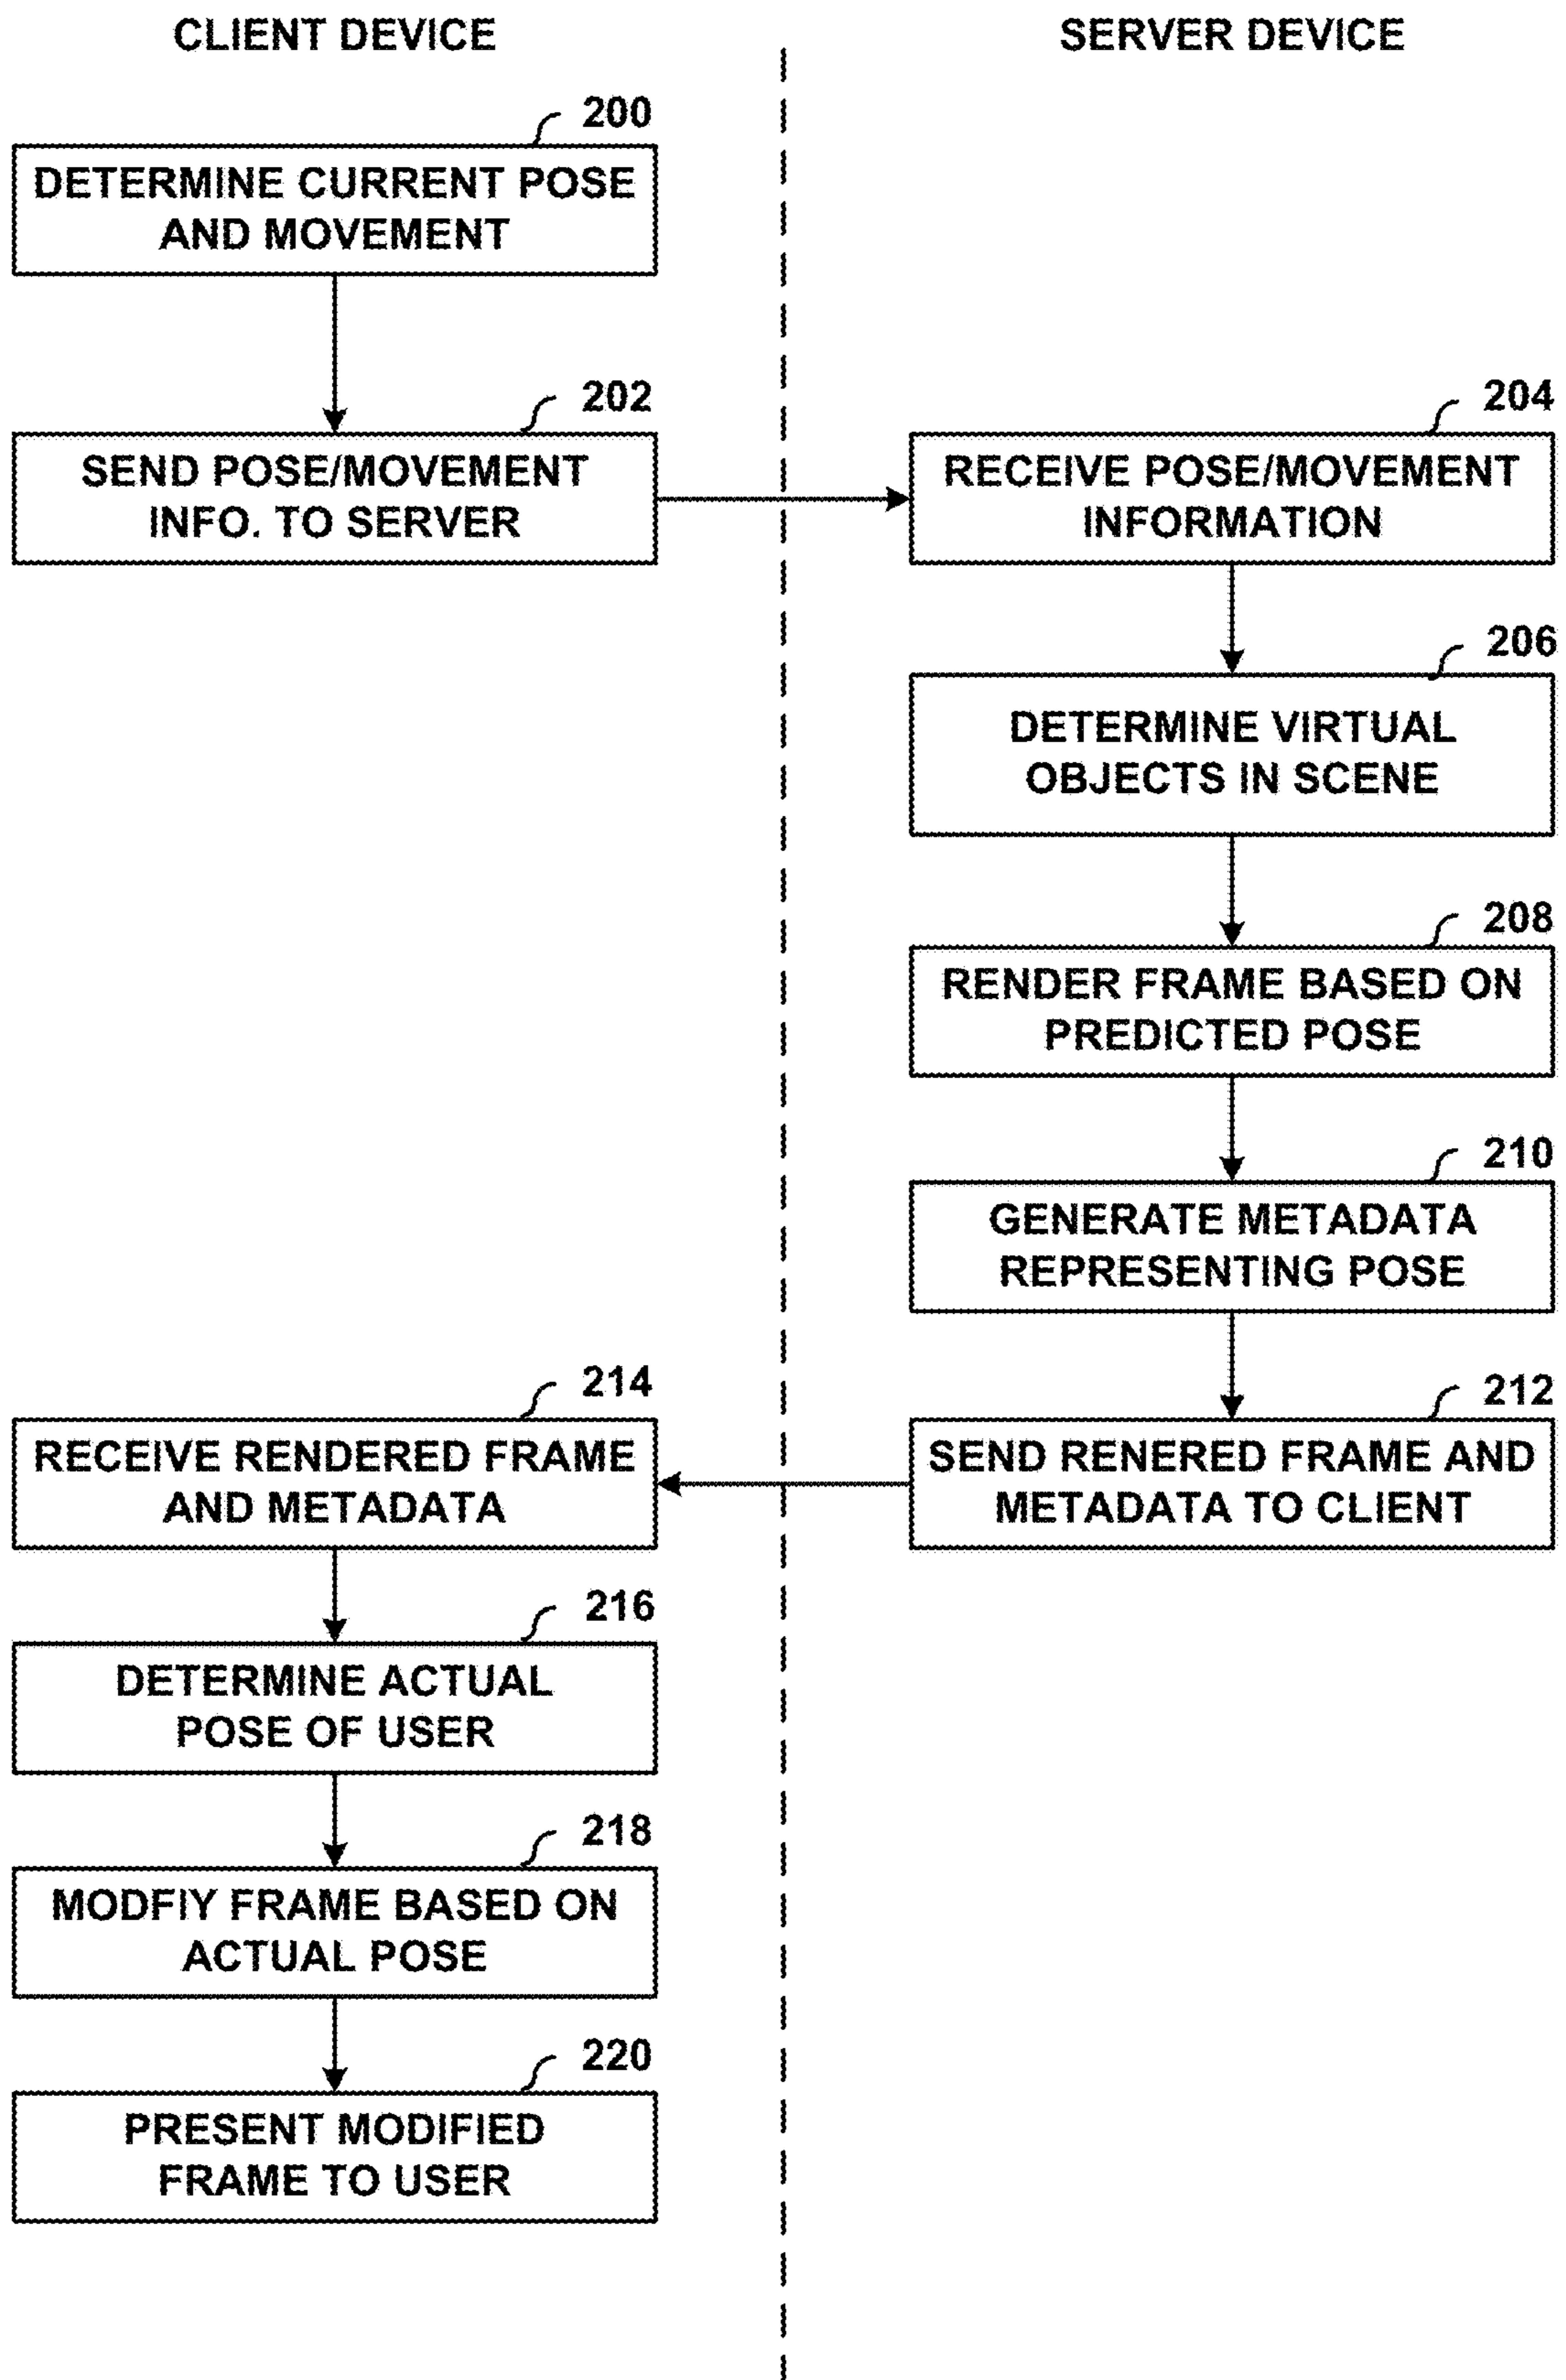 CLIENT DEVICE
SERVER DEVICE
200
DETERMINE CURRENT POSE
AND MOVEMENT
202
SEND POSE/MOVEMENT
INFO. TO SERVER
204
RECEIVE POSE/MOVEMENT
INFORMATION
206
DETERMINE VIRTUAL
OBJECTS IN SCENE
208
RENDER FRAME BASED ON
PREDICTED POSE
210
GENERATE METADATA
REPRESENTING POSE
212
SEND RENERED FRAME AND
METADATA TO CLIENT
214
RECEIVE RENDERED FRAME
AND METADATA
216
DETERMINE ACTUAL
POSE OF USER
218
MODFIY FRAME BASED ON
ACTUAL POSE
220
PRESENT MODIFIED
FRAME TO USER